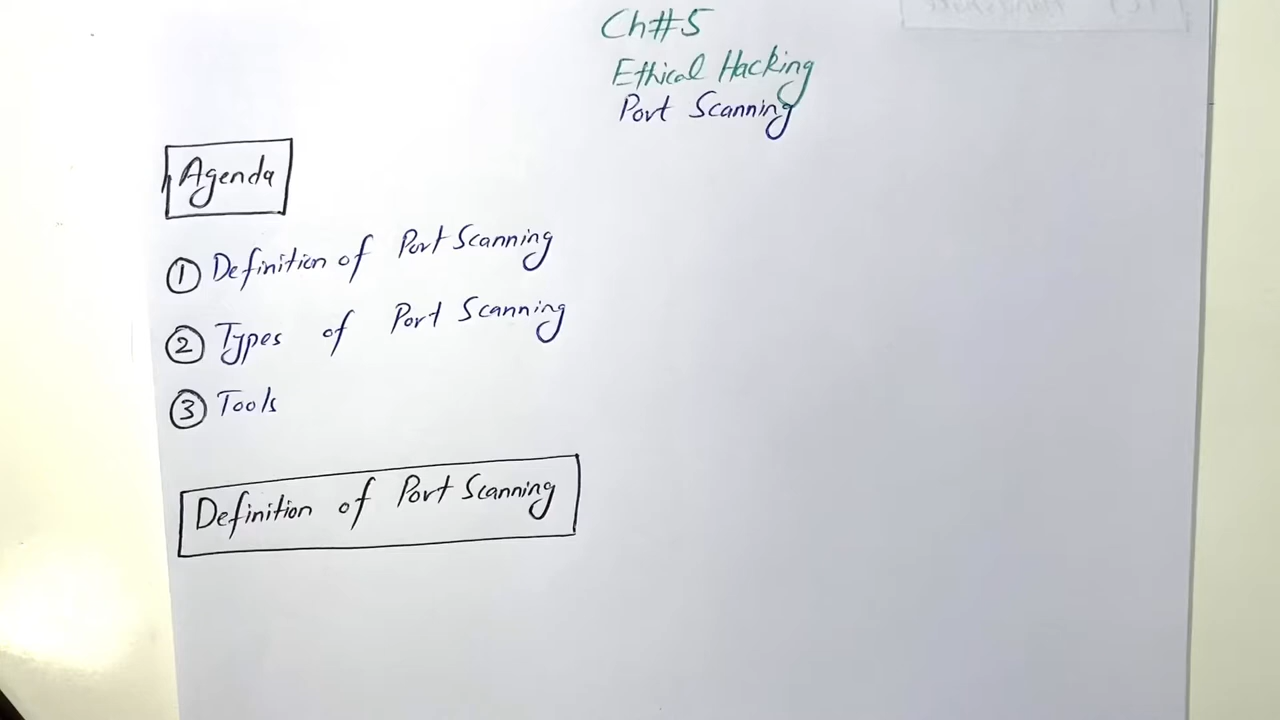 Ch#5
Ethical Hacking
Port Scanning
Agenda
① Definition of Port Scanning
② Types of Port Scanning
③ Tools
Definition of Port Scanning